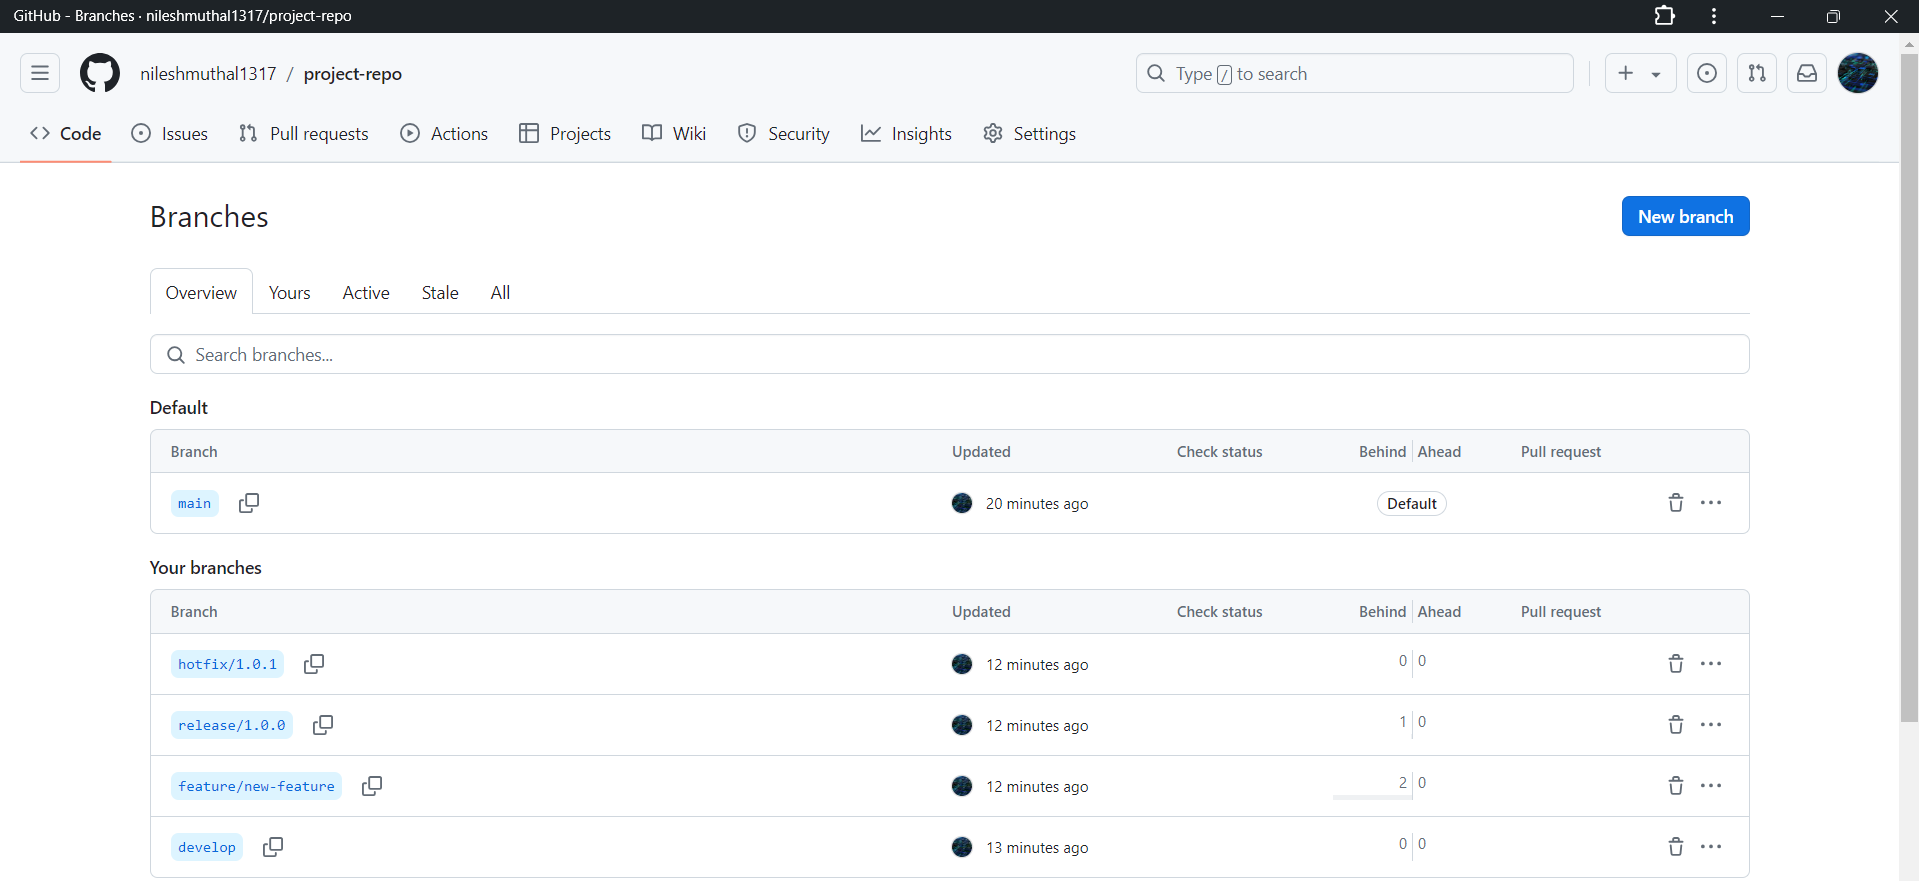 GitHub - Branches · nileshmuthal1317/project-repo
nileshmuthal1317 / project-repo
Type / to search
Code Issues Pull requests Actions Projects Wiki Security Insights Settings
Branches
New branch
Overview Yours Active Stale All
Search branches...
Default
Branch Updated Check status Behind Ahead Pull request
main 20 minutes ago Default
Your branches
Branch Updated Check status Behind Ahead Pull request
hotfix/1.0.1 12 minutes ago 0 0
release/1.0.0 12 minutes ago 1 0
feature/new-feature 12 minutes ago 2 0
develop 13 minutes ago 0 0